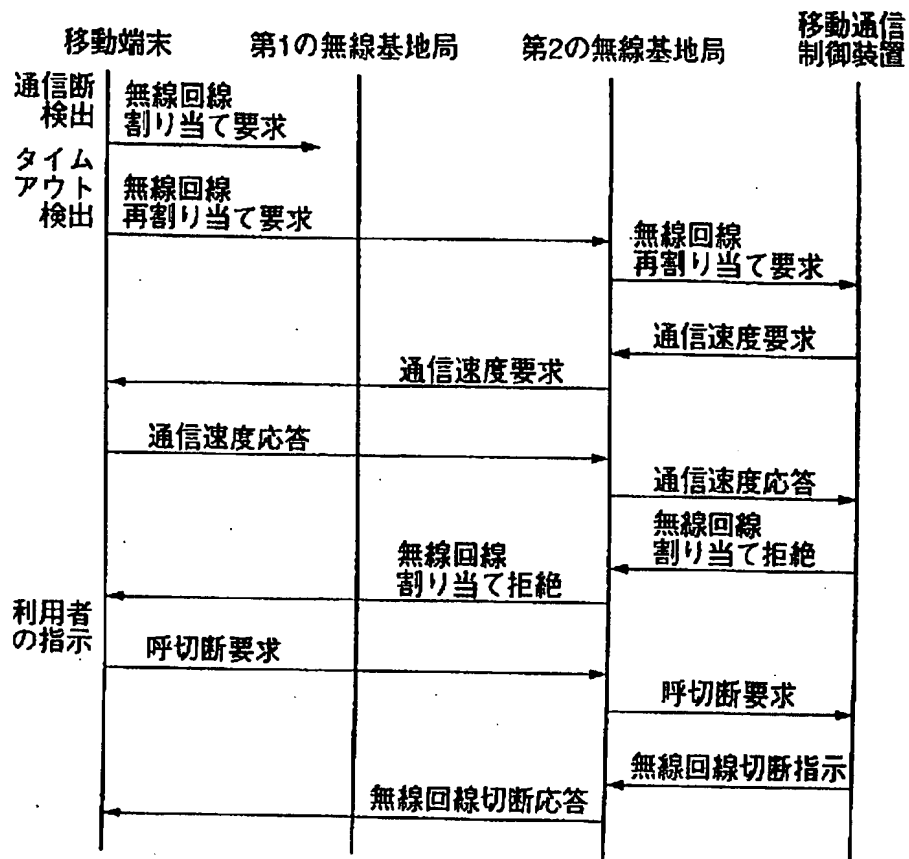 移動端末
第1の無線基地局
第2の無線基地局
移動通信
制御装置
通信断
検出
無線回線
割り当て要求
タイム
アウト
検出
無線回線
再割り当て要求
無線回線
再割り当て要求
通信速度要求
通信速度要求
通信速度応答
通信速度応答
無線回線
割り当て拒絶
無線回線
割り当て拒絶
利用者
の指示
呼切断要求
呼切断要求
無線回線切断指示
無線回線切断応答